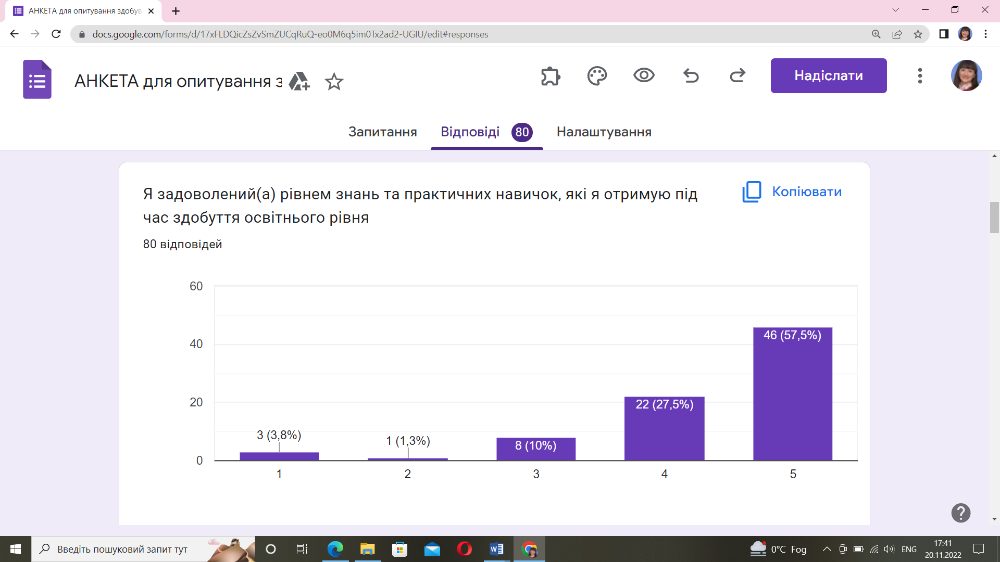 АНКЕТА для опитування здобув
docs.google.com/forms/d/17xFLDQicZsZvSmZUCqRuQ-eo0M6q5im0Tx2ad2-UGIU/edit#responses
АНКЕТА для опитування з
Надіслати
Запитання Відповіді 80 Налаштування
Я задоволений(а) рівнем знань та практичних навичок, які я отримую під
час здобуття освітнього рівня
Копіювати
80 відповідей
60
40
20
0
3 (3,8%)
1 (1,3%)
8 (10%)
22 (27,5%)
46 (57,5%)
1 2 3 4 5
Введіть пошуковий запит тут
0°C Fog
ENG
17:41
20.11.2022